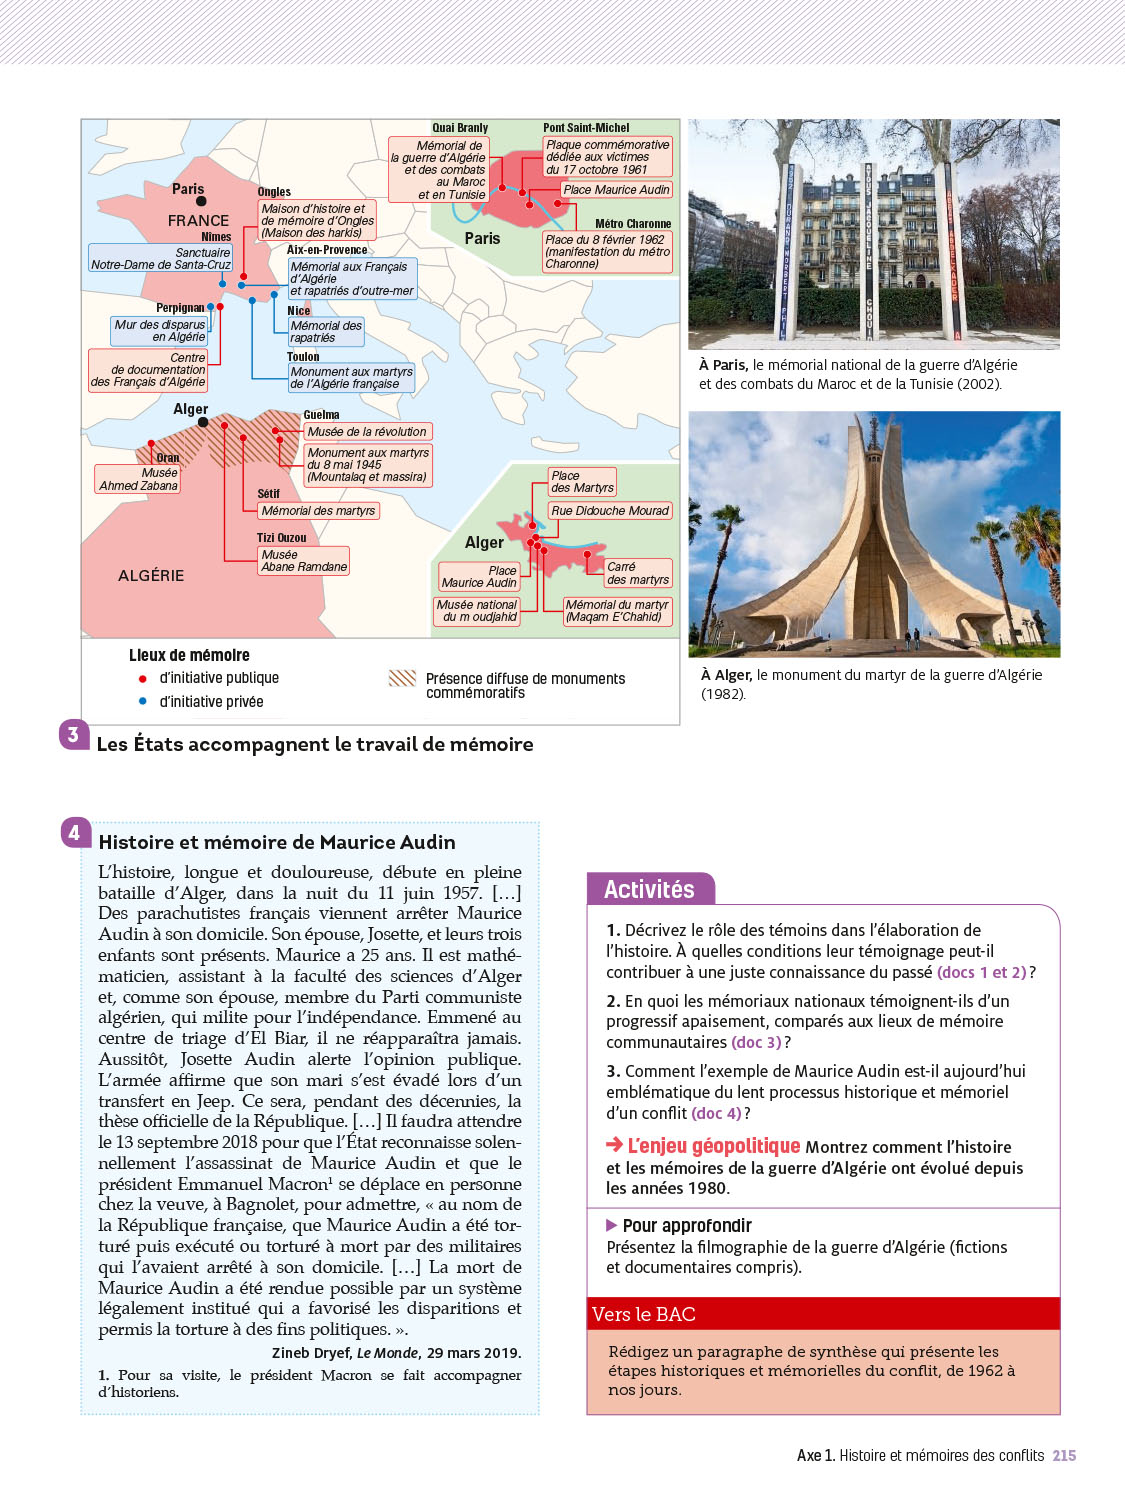 Paris
FRANCE
Ongles
Maison d'histoire et
de mémoire d'Ongles
(Maison des harkis)
Nîmes
Sanctuaire
Notre-Dame de Santa-Cruz
Aix-en-Provence
Mémorial aux Français
d'Algérie
et rapatriés d'outre-mer
Perpignan
Mur des disparus
en Algérie
Centre
de documentation
des Français d'Algérie
Nice
Mémorial des
rapatriés
Toulon
Monument aux martyrs
de l'Algérie française
Quai Branly
Mémorial de
la guerre d'Algérie
et des combats
au Maroc
et en Tunisie
Pont Saint-Michel
Plaque commémorative
dédiée aux victimes
du 17 octobre 1961
Place Maurice Audin
Métro Charonne
Place du 8 février 1962
(manifestation du métro
Charonne)
Paris
Alger
Oran
Musée
Ahmed Zabana
Guelma
Musée de la révolution
Monument aux martyrs
du 8 mai 1945
(Mountalaq et massira)
Sétif
Mémorial des martyrs
Tizi Ouzou
Musée
Abane Ramdane
ALGÉRIE
Place
des Martyrs
Rue Didouche Mourad
Alger
Place
Maurice Audin
Carré
des martyrs
Musée national
du m oudjahid
Mémorial du martyr
(Maqam E'Chahid)
Lieux de mémoire
d'initiative publique
d'initiative privée
Présence diffuse de monuments
commémoratifs
3 Les États accompagnent le travail de mémoire
À Paris, le mémorial national de la guerre d'Algérie
et des combats du Maroc et de la Tunisie (2002).
À Alger, le monument du martyr de la guerre d'Algérie
(1982).
4 Histoire et mémoire de Maurice Audin
L'histoire, longue et douloureuse, débute en pleine
bataille d'Alger, dans la nuit du 11 juin 1957. […]
Des parachutistes français viennent arrêter Maurice
Audin à son domicile. Son épouse, Josette, et leurs trois
enfants sont présents. Maurice a 25 ans. Il est mathé-
maticien, assistant à la faculté des sciences d'Alger
et, comme son épouse, membre du Parti communiste
algérien, qui milite pour l'indépendance. Emmené au
centre de triage d'El Biar, il ne réapparaîtra jamais.
Aussitôt, Josette Audin alerte l'opinion publique.
L'armée affirme que son mari s'est évadé lors d'un
transfert en Jeep. Ce sera, pendant des décennies, la
thèse officielle de la République. […] Il faudra attendre
le 13 septembre 2018 pour que l'État reconnaisse solen-
nellement l'assassinat de Maurice Audin et que le
président Emmanuel Macron¹ se déplace en personne
chez la veuve, à Bagnolet, pour admettre, « au nom de
la République française, que Maurice Audin a été tor-
turé puis exécuté ou torturé à mort par des militaires
qui l'avaient arrêté à son domicile. […] La mort de
Maurice Audin a été rendue possible par un système
légalement institué qui a favorisé les disparitions et
permis la torture à des fins politiques. ».
Zineb Dryef, Le Monde, 29 mars 2019.
1. Pour sa visite, le président Macron se fait accompagner
d'historiens.
Activités
1. Décrivez le rôle des témoins dans l'élaboration de
l'histoire. À quelles conditions leur témoignage peut-il
contribuer à une juste connaissance du passé (docs 1 et 2) ?
2. En quoi les mémoriaux nationaux témoignent-ils d'un
progressif apaisement, comparés aux lieux de mémoire
communautaires (doc 3) ?
3. Comment l'exemple de Maurice Audin est-il aujourd'hui
emblématique du lent processus historique et mémoriel
d'un conflit (doc 4) ?
→ L'enjeu géopolitique Montrez comment l'histoire
et les mémoires de la guerre d'Algérie ont évolué depuis
les années 1980.
▶ Pour approfondir
Présentez la filmographie de la guerre d'Algérie (fictions
et documentaires compris).
Vers le BAC
Rédigez un paragraphe de synthèse qui présente les
étapes historiques et mémorielles du conflit, de 1962 à
nos jours.
Axe 1. Histoire et mémoires des conflits 215